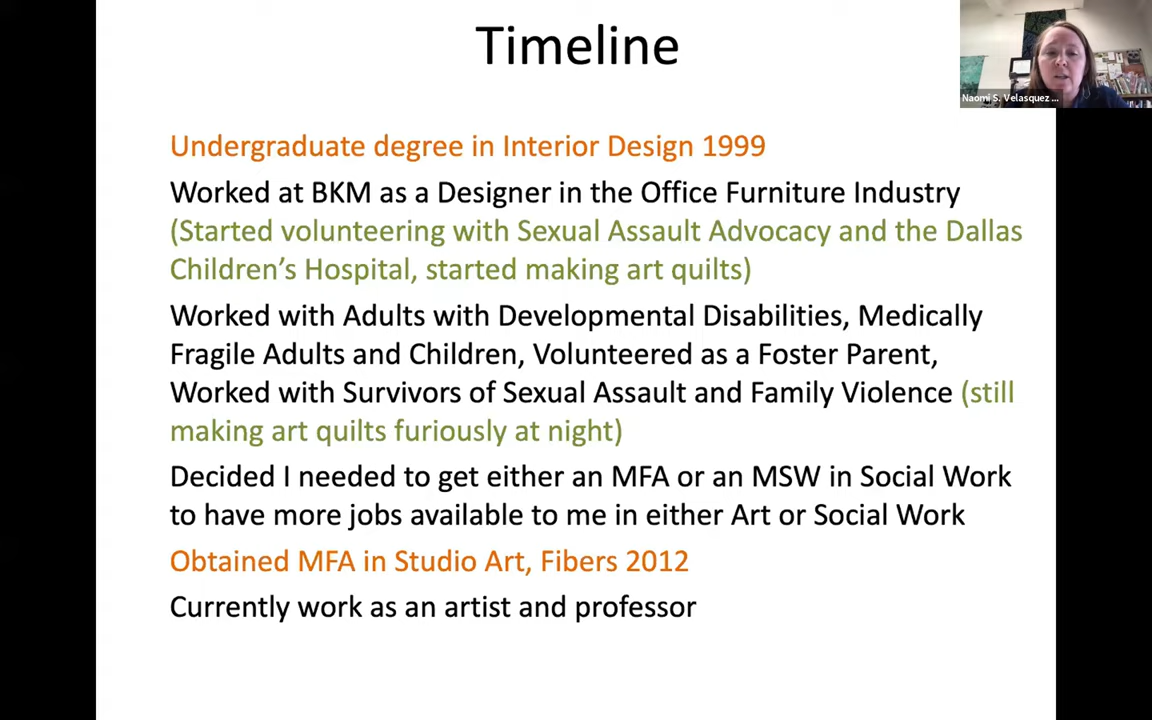 Timeline
Naomi S. Velasquez ...
Undergraduate degree in Interior Design 1999
Worked at BKM as a Designer in the Office Furniture Industry
(Started volunteering with Sexual Assault Advocacy and the Dallas
Children’s Hospital, started making art quilts)
Worked with Adults with Developmental Disabilities, Medically
Fragile Adults and Children, Volunteered as a Foster Parent,
Worked with Survivors of Sexual Assault and Family Violence (still
making art quilts furiously at night)
Decided I needed to get either an MFA or an MSW in Social Work
to have more jobs available to me in either Art or Social Work
Obtained MFA in Studio Art, Fibers 2012
Currently work as an artist and professor